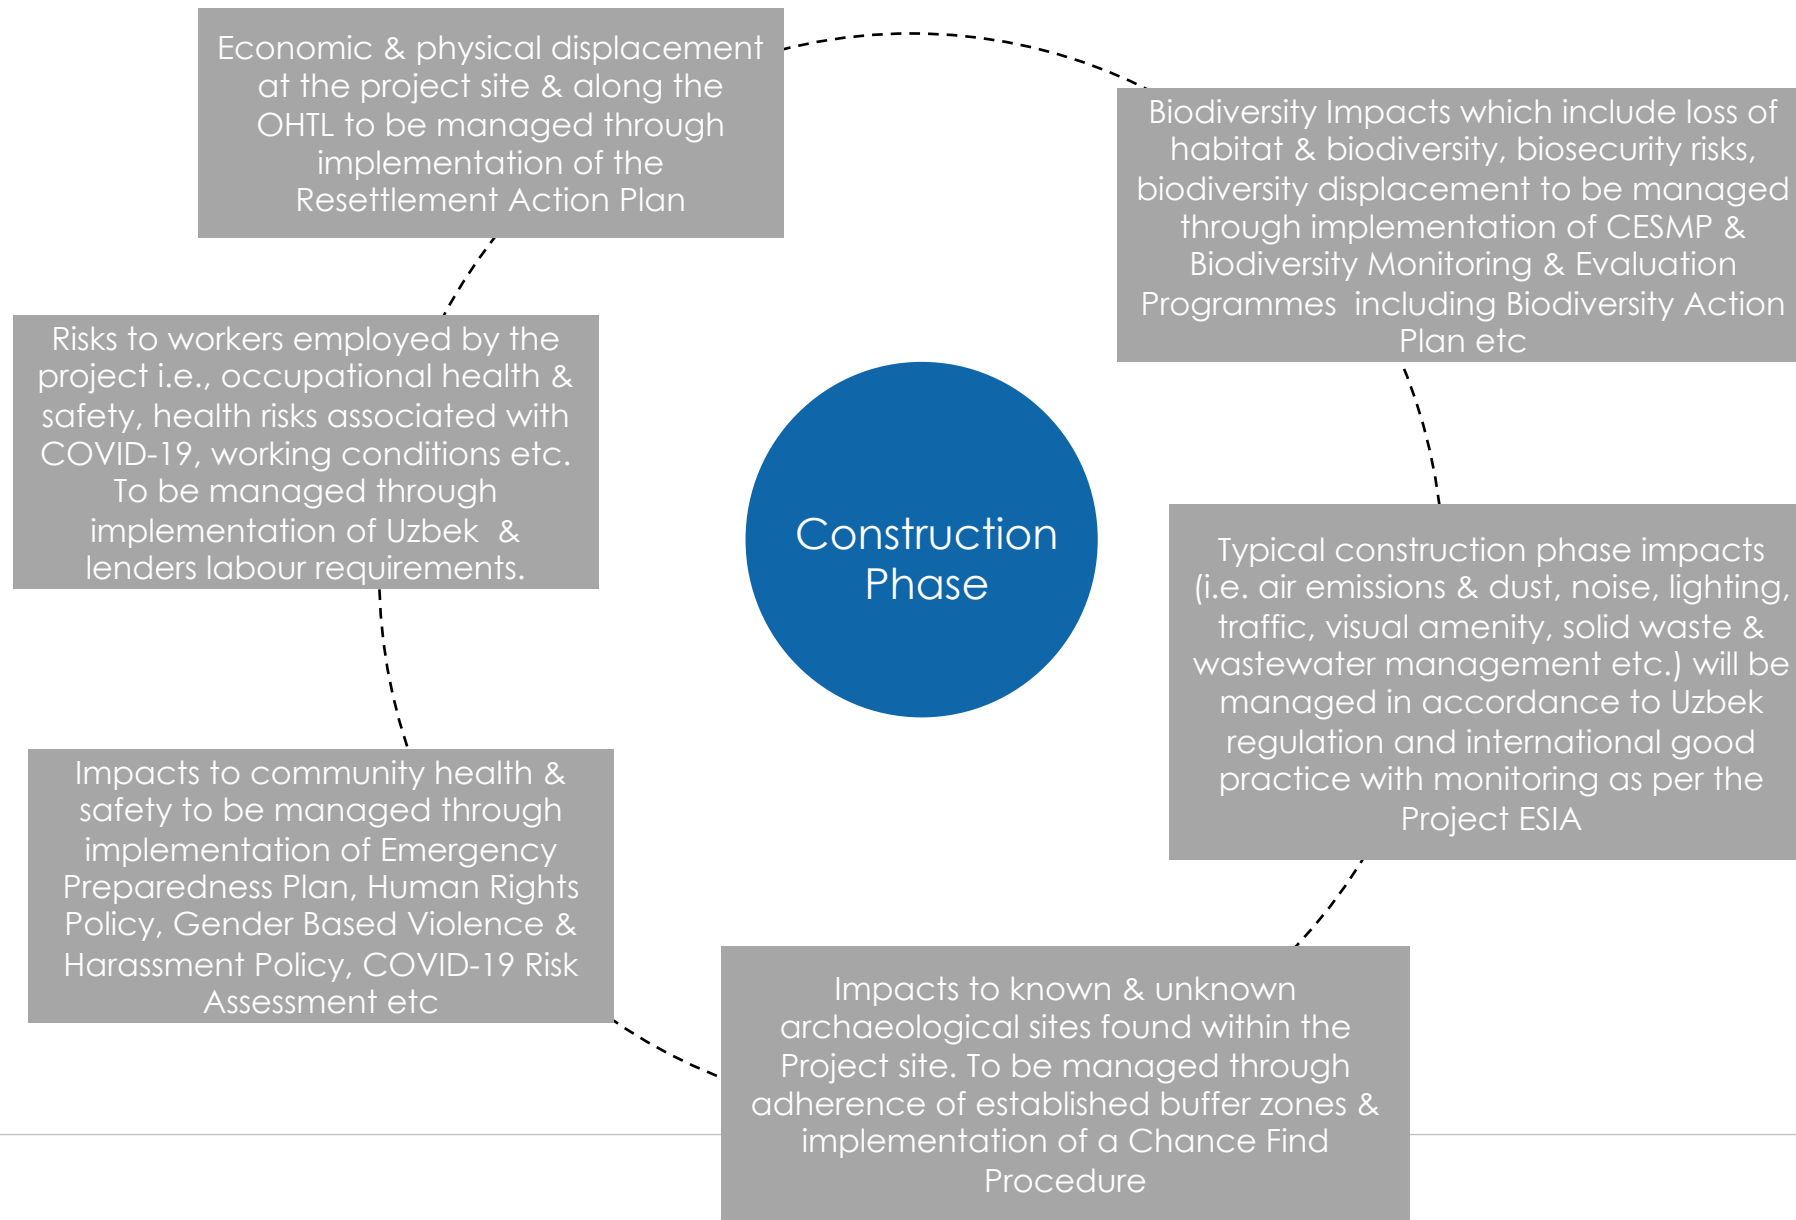 Economic & physical displacement
at the project site & along the
OHTL to be managed through
implementation of the
Resettlement Action Plan
Biodiversity Impacts which include loss of
habitat & biodiversity, biosecurity risks,
biodiversity displacement to be managed
through implementation of CESMP &
Biodiversity Monitoring & Evaluation
Programmes including Biodiversity Action
Plan etc
Risks to workers employed by the
project i.e., occupational health &
safety, health risks associated with
COVID-19, working conditions etc.
To be managed through
implementation of Uzbek &
lenders labour requirements.
Construction
Phase
Typical construction phase impacts
(i.e. air emissions & dust, noise, lighting,
traffic, visual amenity, solid waste &
wastewater management etc.) will be
managed in accordance to Uzbek
regulation and international good
practice with monitoring as per the
Project ESIA
Impacts to community health &
safety to be managed through
implementation of Emergency
Preparedness Plan, Human Rights
Policy, Gender Based Violence &
Harassment Policy, COVID-19 Risk
Assessment etc
Impacts to known & unknown
archaeological sites found within the
Project site. To be managed through
adherence of established buffer zones &
implementation of a Chance Find
Procedure